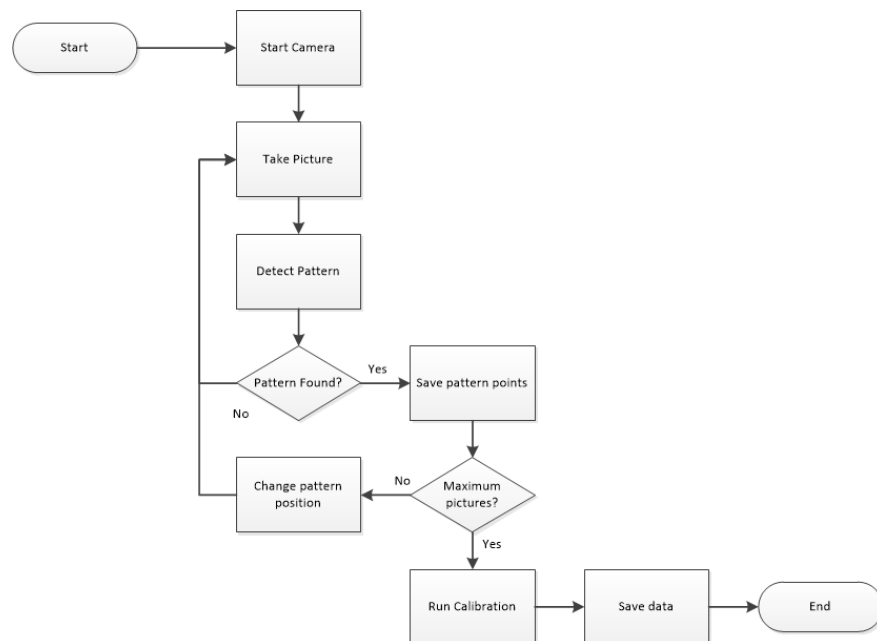 Start
Start Camera
Take Picture
Detect Pattern
Pattern Found?
Yes
Save pattern points
No
Change pattern
position
No
Maximum
pictures?
Yes
Run Calibration
Save data
End